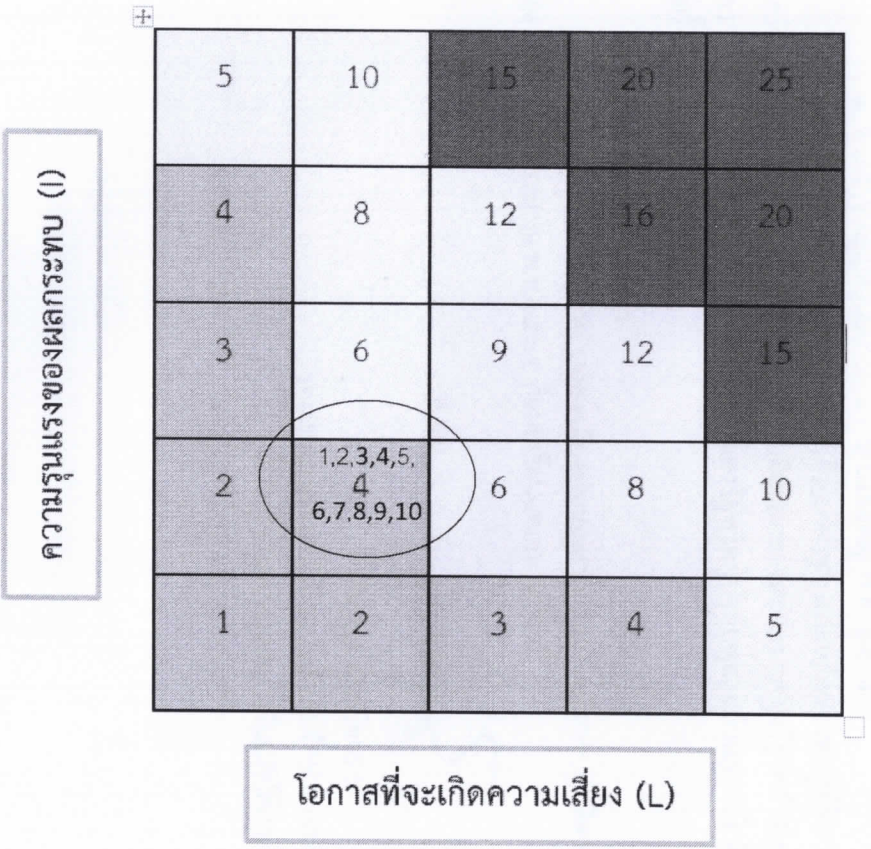 ความรุนแรงของผลกระทบ (I)
5 10 15 20 25
4 8 12 16 20
3 6 9 12 15
1,2,3,4,5,
2 4 6 8 10
6,7,8,9,10
1 2 3 4 5
โอกาสที่จะเกิดความเสี่ยง (L)